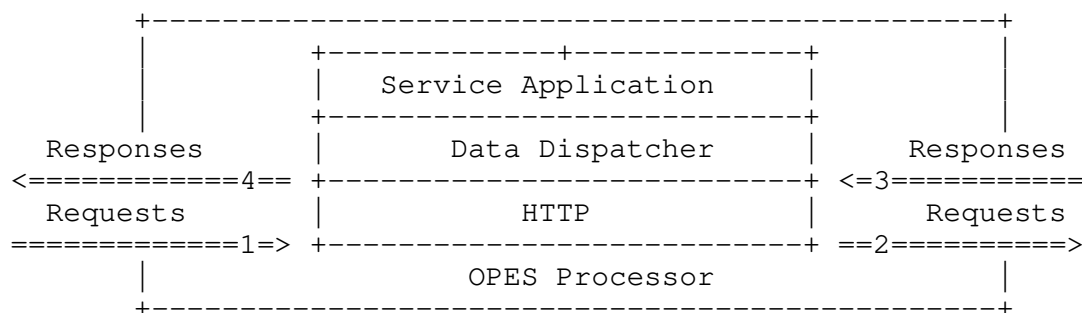 +------------------------------------------------+
| +-------------+-------------+ |
| | Service Application | |
| +---------------------------+ |
Responses | Data Dispatcher | Responses
<============4== +---------------------------+ <=3===========
Requests | HTTP | Requests
=============1=> +---------------------------+ ==2==========>
| OPES Processor |
+------------------------------------------------+